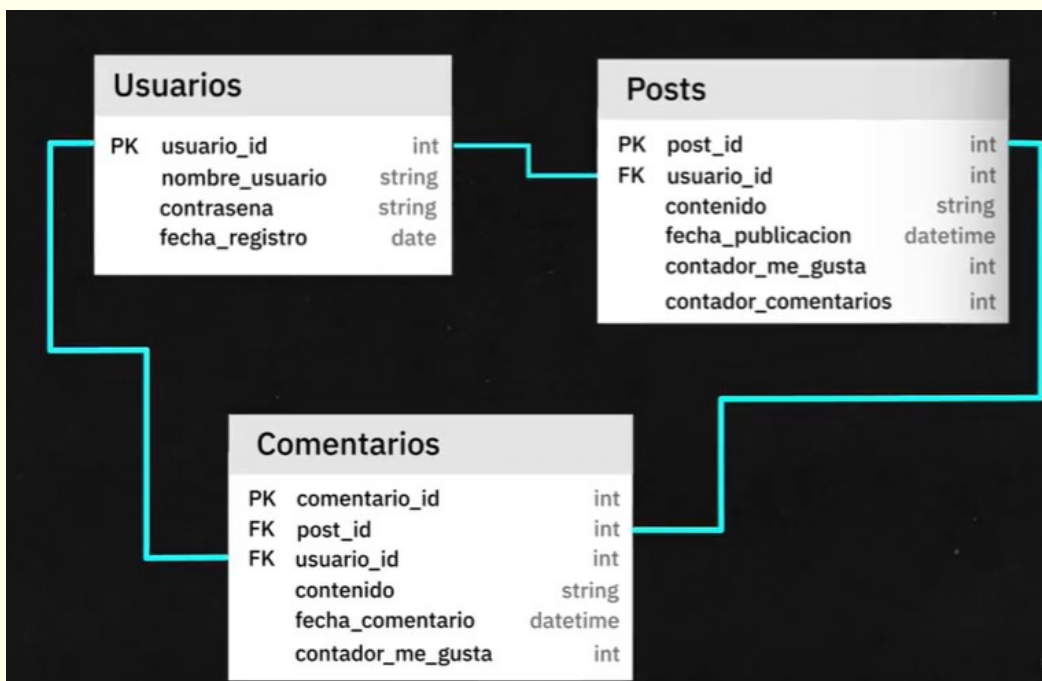 Usuarios
PK usuario_id int
nombre_usuario string
contrasena string
fecha_registro date
Posts
PK post_id int
FK usuario_id int
contenido string
fecha_publicacion datetime
contador_me_gusta int
contador_comentarios int
Comentarios
PK comentario_id int
FK post_id int
FK usuario_id int
contenido string
fecha_comentario datetime
contador_me_gusta int